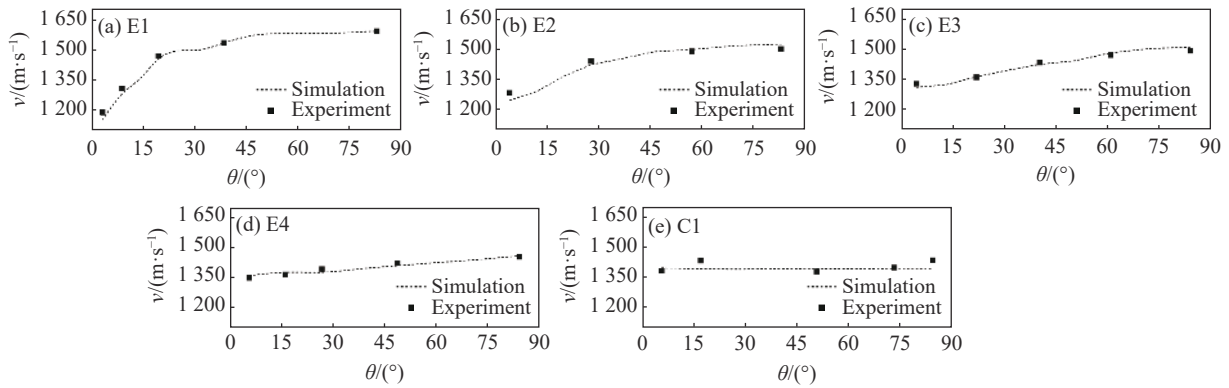 (a) E1
1 650
1 500
1 350
1 200
v/(m·s⁻¹)
Simulation
Experiment
0 15 30 45 60 75 90
θ/(°)
(b) E2
1 650
1 500
1 350
1 200
v/(m·s⁻¹)
Simulation
Experiment
0 15 30 45 60 75 90
θ/(°)
(c) E3
1 650
1 500
1 350
1 200
v/(m·s⁻¹)
Simulation
Experiment
0 15 30 45 60 75 90
θ/(°)
(d) E4
1 650
1 500
1 350
1 200
v/(m·s⁻¹)
Simulation
Experiment
0 15 30 45 60 75 90
θ/(°)
(e) C1
1 650
1 500
1 350
1 200
v/(m·s⁻¹)
Simulation
Experiment
0 15 30 45 60 75 90
θ/(°)